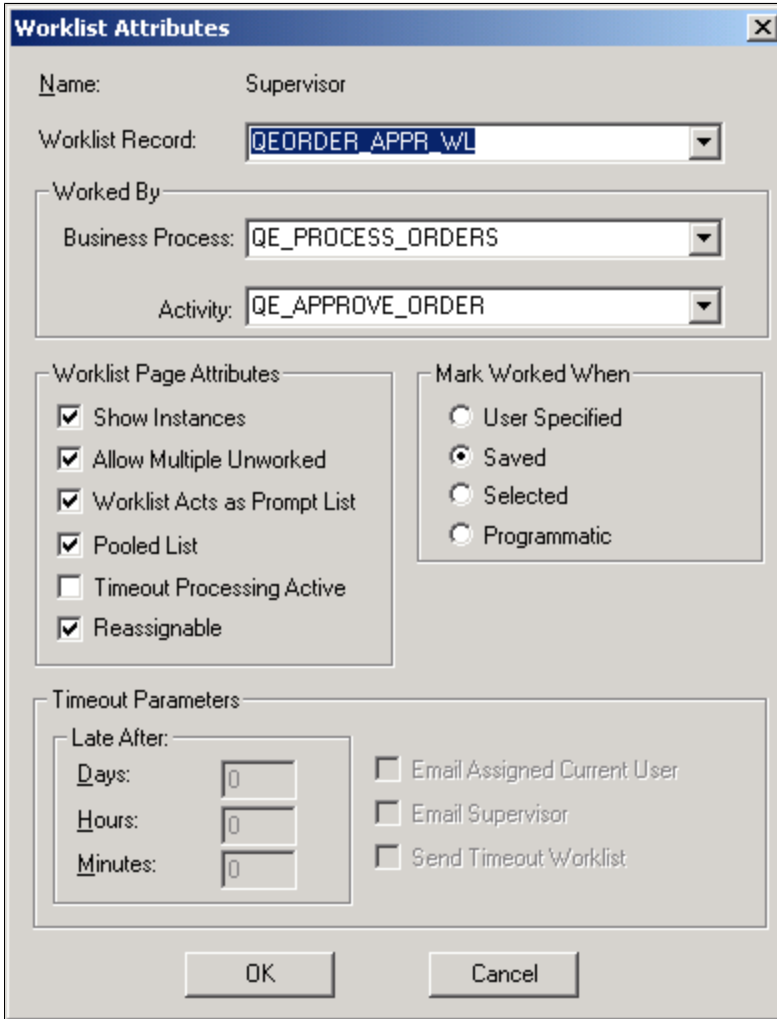 Worklist Attributes
Name: Supervisor
Worklist Record: QEORDER_APPR_WL
Worked By
Business Process: QE_PROCESS_ORDERS
Activity: QE_APPROVE_ORDER
Worklist Page Attributes
Show Instances
Allow Multiple Unworked
Worklist Acts as Prompt List
Pooled List
Timeout Processing Active
Reassignable
Mark Worked When
User Specified
Saved
Selected
Programmatic
Timeout Parameters
Late After:
Days: 0
Hours: 0
Minutes: 0
Email Assigned Current User
Email Supervisor
Send Timeout Worklist
OK
Cancel